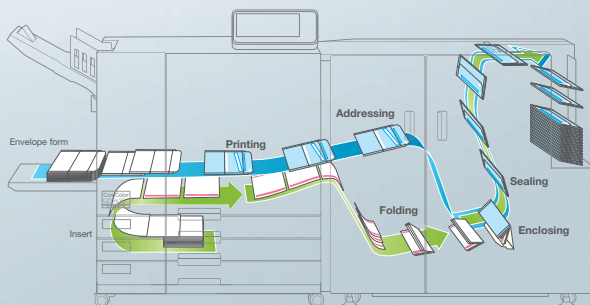 Addressing
Printing
Envelope form
Sealing
Folding
Insert
Enclosing